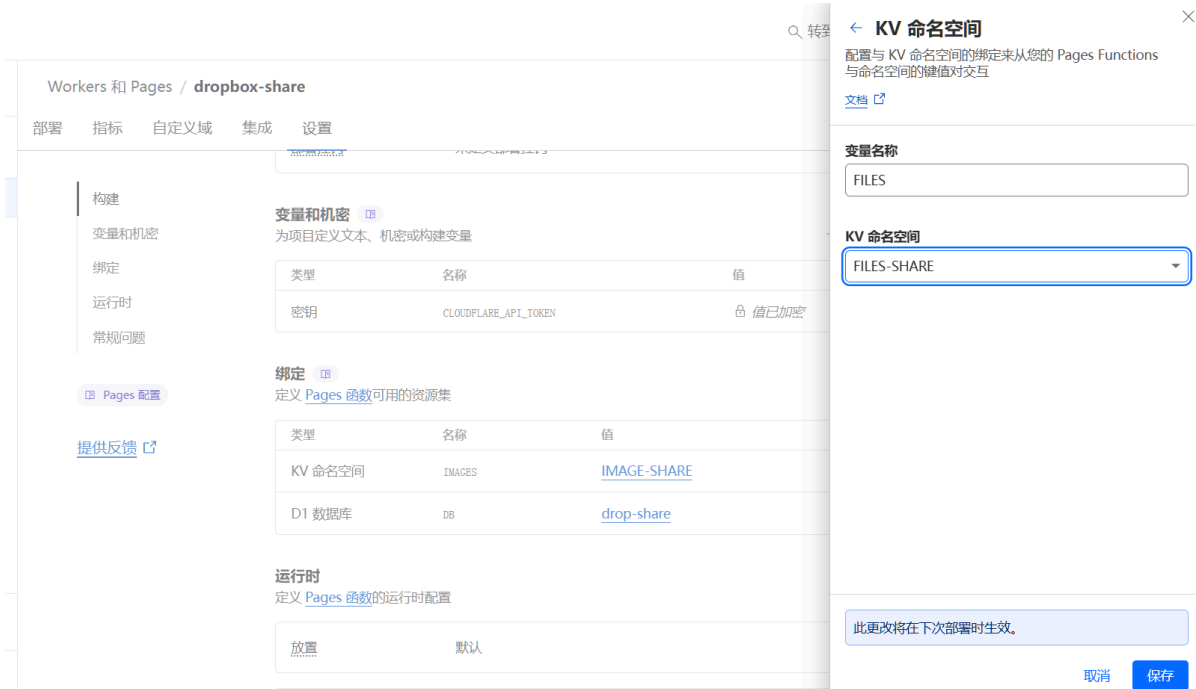 转到
Workers 和 Pages / dropbox-share
部署 指标 自定义域 集成 设置
构建
变量和机密
绑定
运行时
常规问题
Pages 配置
提供反馈
变量和机密
为项目定义文本、机密或构建变量
类型 名称 值
密钥 CLOUDFLARE_API_TOKEN 值已加密
绑定
定义 Pages 函数可用的资源集
类型 名称 值
KV 命名空间 IMAGES IMAGE-SHARE
D1 数据库 DB drop-share
运行时
定义 Pages 函数的运行时配置
放置 默认
KV 命名空间
配置与 KV 命名空间的绑定来从您的 Pages Functions
与命名空间的键值对交互
文档
变量名称
FILES
KV 命名空间
FILES-SHARE
此更改将在下次部署时生效。
取消 保存